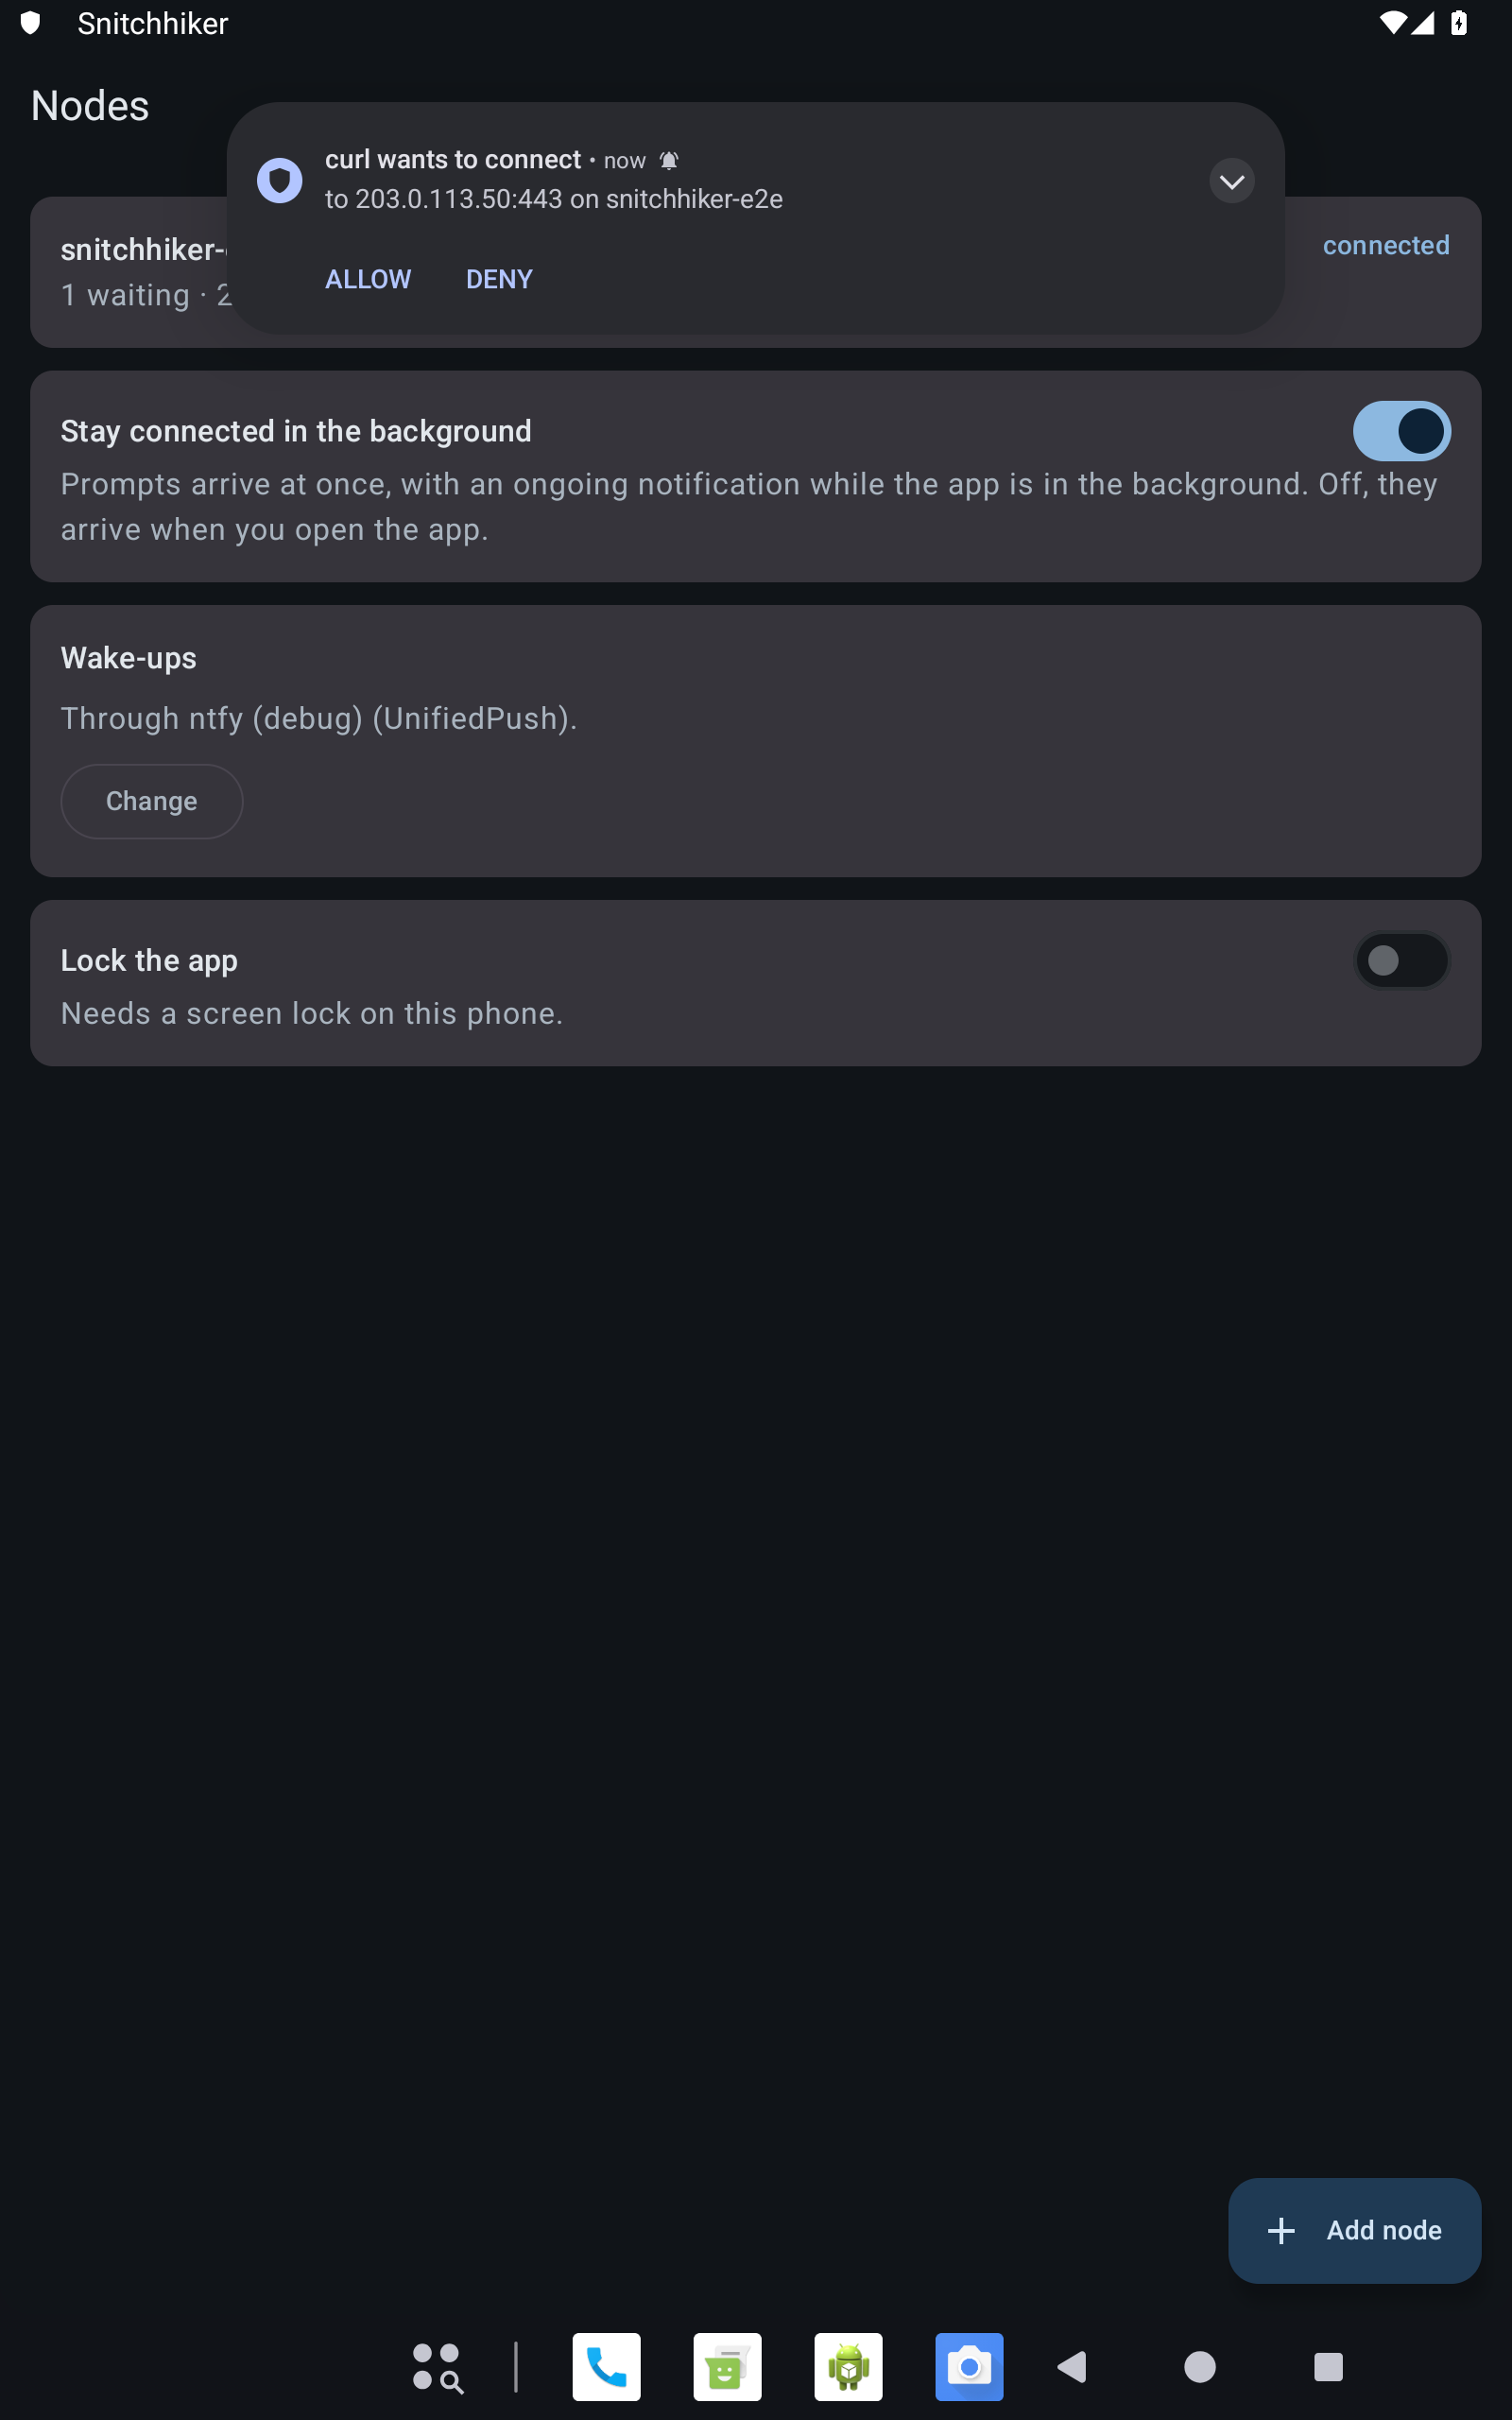 Snitchhiker
Nodes
curl wants to connect • now
to 203.0.113.50:443 on snitchhiker-e2e
ALLOW DENY
snitchhiker-
connected
1 waiting · 2
Stay connected in the background
Prompts arrive at once, with an ongoing notification while the app is in the background. Off, they
arrive when you open the app.
Wake-ups
Through ntfy (debug) (UnifiedPush).
Change
Lock the app
Needs a screen lock on this phone.
Add node